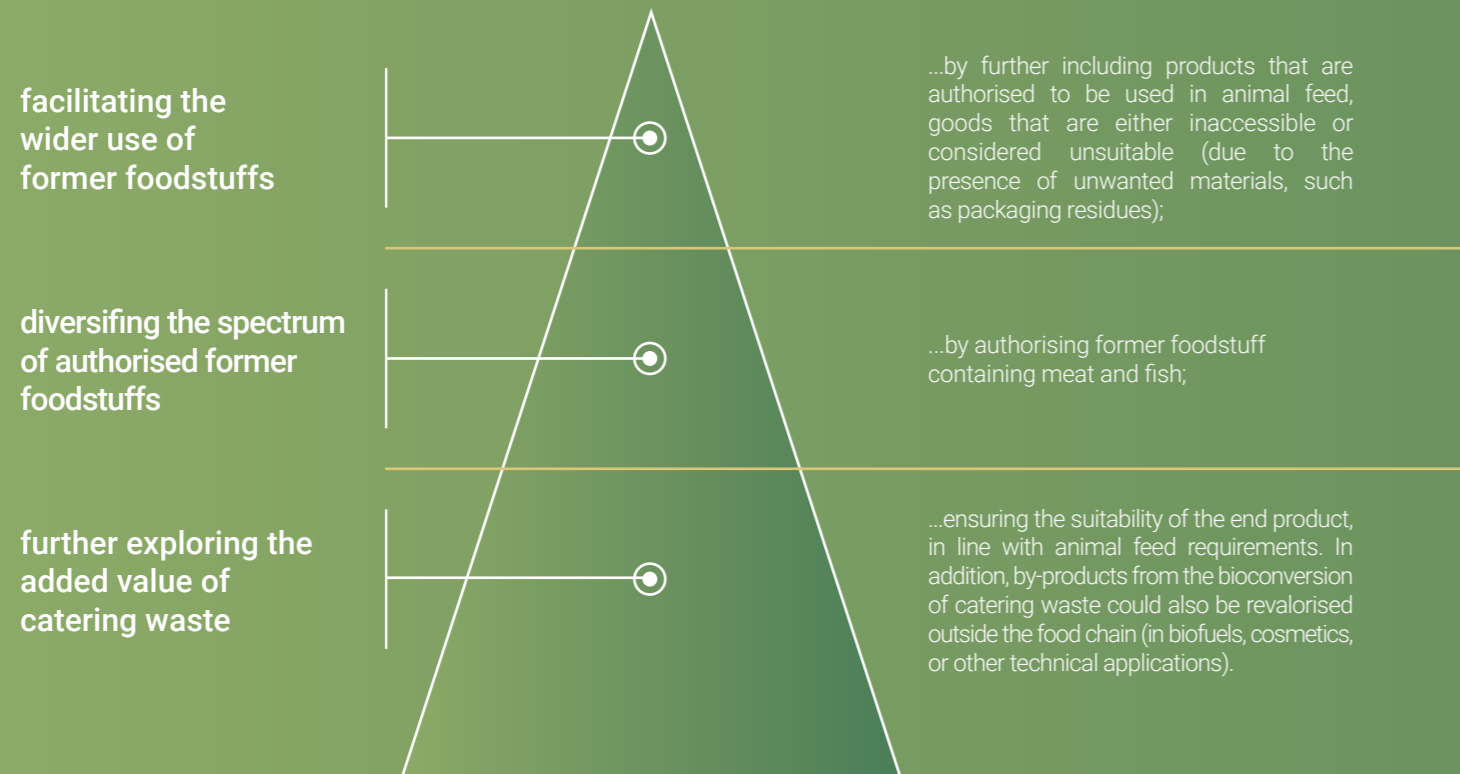 facilitating the
wider use of
former foodstuffs
...by further including products that are
authorised to be used in animal feed,
goods that are either inaccessible or
considered unsuitable (due to the
presence of unwanted materials, such
as packaging residues);
diversifing the spectrum
of authorised former
foodstuffs
...by authorising former foodstuff
containing meat and fish;
further exploring the
added value of
catering waste
...ensuring the suitability of the end product,
in line with animal feed requirements. In
addition, by-products from the bioconversion
of catering waste could also be revalorised
outside the food chain (in biofuels, cosmetics,
or other technical applications).